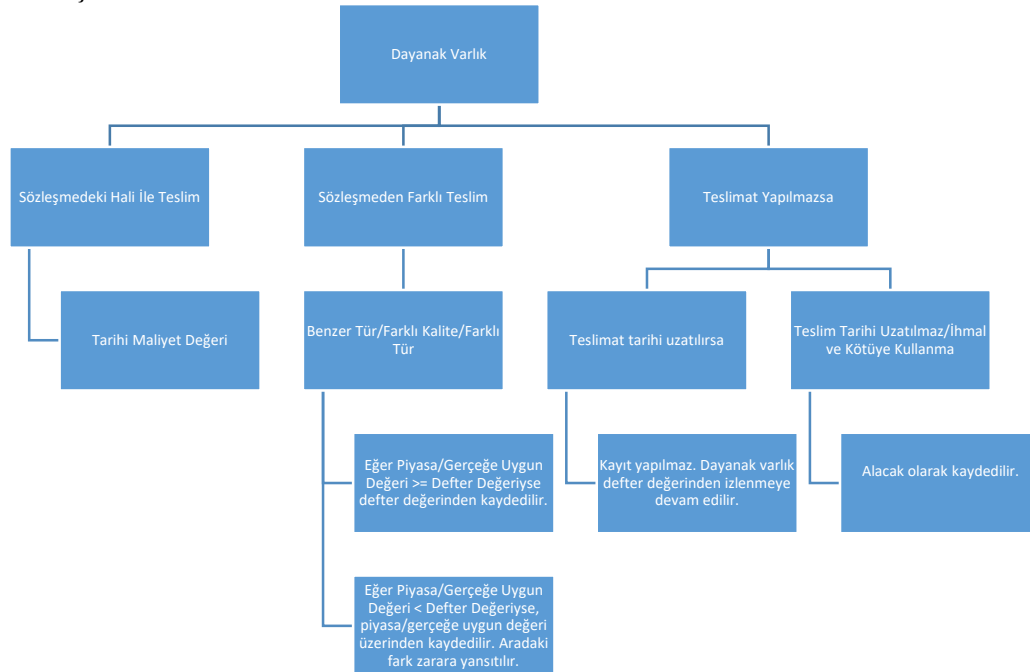 Dayanak Varlık
Sözleşmedeki Hali İle Teslim
Sözleşmeden Farklı Teslim
Teslimat Yapılmazsa
Tarihi Maliyet Değeri
Benzer Tür/Farklı Kalite/Farklı
Tür
Teslimat tarihi uzatılırsa
Teslim Tarihi Uzatılmaz/İhmal
ve Kötüye Kullanma
Eğer Piyasa/Gerçeğe Uygun
Değeri >= Defter Değeriyse
defter değerinden kaydedilir.
Kayıt yapılmaz. Dayanak varlık
defter değerinden izlenmeye
devam edilir.
Alacak olarak kaydedilir.
Eğer Piyasa/Gerçeğe Uygun
Değeri < Defter Değeriyse,
piyasa/gerçeğe uygun değeri
üzerinden kaydedilir. Aradaki
fark zarara yansıtılır.